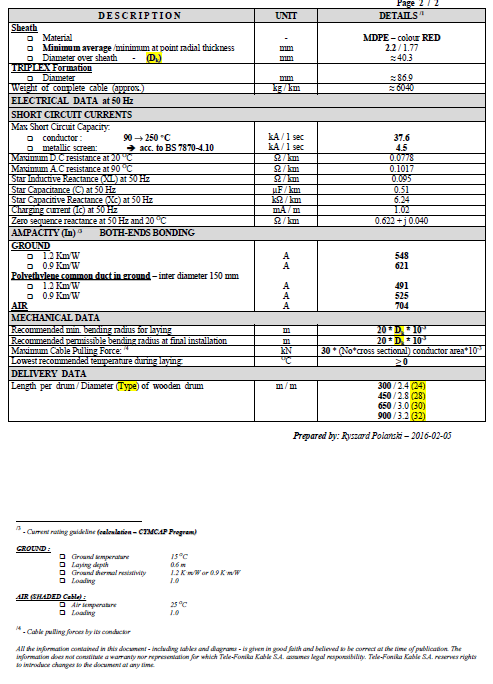 Page 2 / 2
DESCRIPTION UNIT DETAILS /1
Sheath
Material - MDPE – colour RED
Minimum average /minimum at point radial thickness mm 2.2 / 1.77
Diameter over sheath - (Dk) mm ≈ 40.3
TRIPLEX Formation
Diameter mm ≈ 86.9
Weight of complete cable (approx.) kg / km ≈ 6040
ELECTRICAL DATA at 50 Hz
SHORT CIRCUIT CURRENTS
Max Short Circuit Capacity:
conductor : 90 → 250 °C kA / 1 sec 37.6
metallic screen: ➔ acc. to BS 7870-4.10 kA / 1 sec 4.5
Maximum D.C resistance at 20 °C Ω / km 0.0778
Maximum A.C resistance at 90 °C Ω / km 0.1017
Star Inductive Reactance (XL) at 50 Hz Ω / km 0.095
Star Capacitance (C) at 50 Hz μF / km 0.51
Star Capacitive Reactance (Xc) at 50 Hz kΩ / km 6.24
Charging current (Ic) at 50 Hz mA / m 1.02
Zero sequence reactance at 50 Hz and 20 °C Ω / km 0.622 + j 0.040
AMPACITY (In) /3 BOTH-ENDS BONDING
GROUND
1.2 Km/W A 548
0.9 Km/W A 621
Polyethylene common duct in ground – inter diameter 150 mm
1.2 Km/W A 491
0.9 Km/W A 525
AIR A 704
MECHANICAL DATA
Recommended min. bending radius for laying m 20 * Dk * 10⁻³
Recommended permissible bending radius at final installation m 20 * Dk * 10⁻³
Maximum Cable Pulling Force: /4 kN 30 * (No*cross sectional) conductor area*10⁻³
Lowest recommended temperature during laying: °C ≥ 0
DELIVERY DATA
Length per drum / Diameter (Type) of wooden drum m / m 300 / 2.4 (24)
450 / 2.8 (28)
650 / 3.0 (30)
900 / 3.2 (32)
Prepared by: Ryszard Polanski – 2016-02-05
/3 - Current rating guideline (calculation – CYMCAP Program)
GROUND :
Ground temperature 15 °C
Laying depth 0.6 m
Ground thermal resistivity 1.2 K·m/W or 0.9 K·m/W
Loading 1.0
AIR (SHADED Cable) :
Air temperature 25 °C
Loading 1.0
/4 - Cable pulling forces by its conductor
All the information contained in this document - including tables and diagrams - is given in good faith and believed to be correct at the time of publication. The
information does not constitute a warranty nor representation for which Tele-Fonika Kable S.A. assumes legal responsibility. Tele-Fonika Kable S.A. reserves rights
to introduce changes to the document at any time.